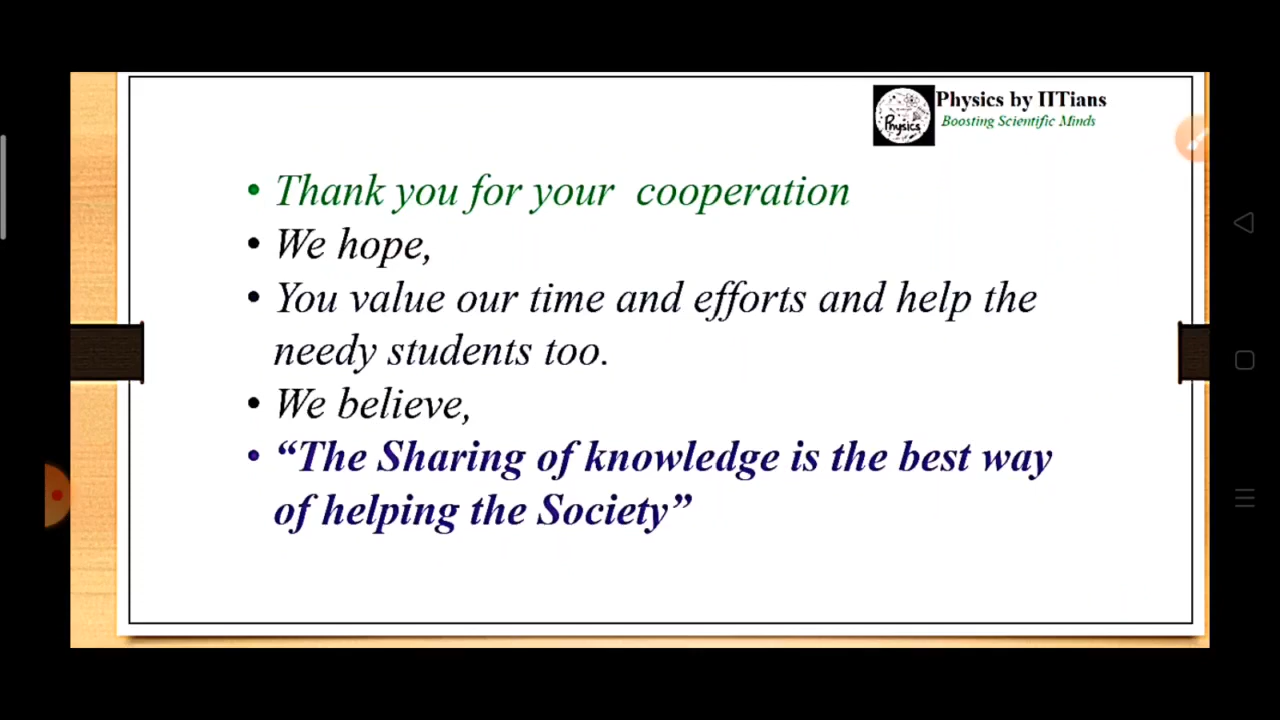 Physics
Physics by IITians
Boosting Scientific Minds
• Thank you for your cooperation
• We hope,
• You value our time and efforts and help the
needy students too.
• We believe,
• “The Sharing of knowledge is the best way
of helping the Society”